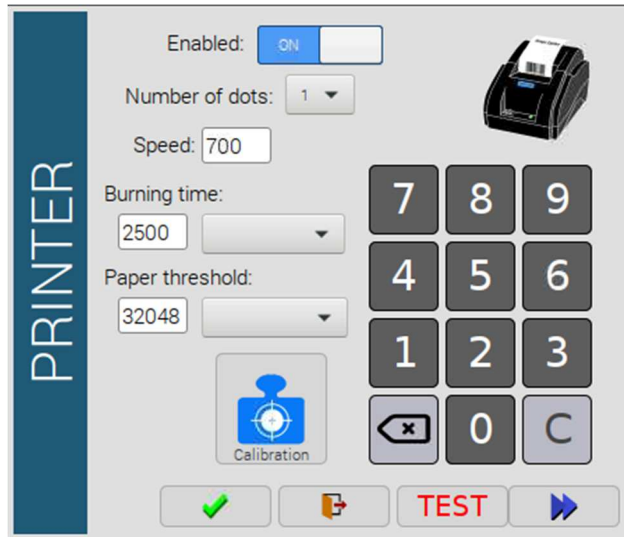 PRINTER
Enabled: ON
Number of dots: 1
Speed: 700
Burning time:
2500
Paper threshold:
32048
Calibration
7 8 9
4 5 6
1 2 3
0 C
TEST